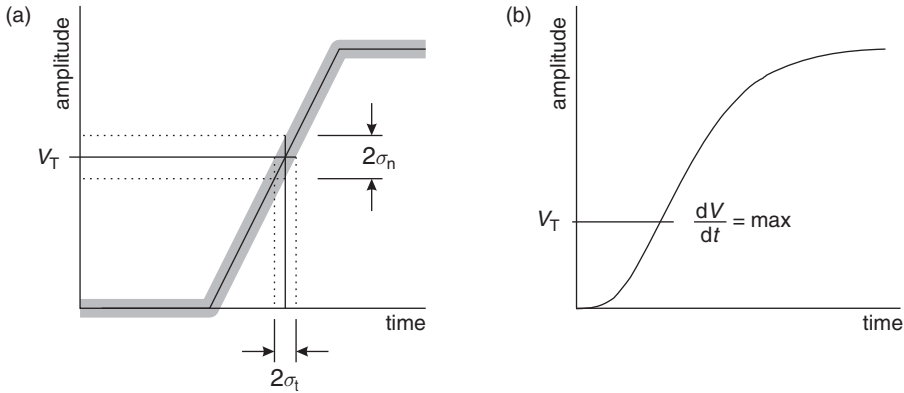 (a)
amplitude
V_T
2σ_n
time
2σ_t
(b)
amplitude
V_T
dV/dt = max
time